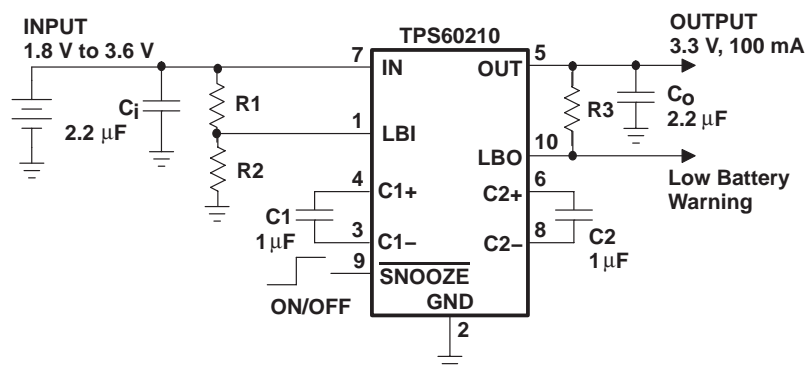 INPUT
1.8 V to 3.6 V
TPS60210
OUTPUT
3.3 V, 100 mA
7
IN
OUT
5
Ci
2.2 μF
R1
R2
1
LBI
R3
Co
2.2 μF
LBO
10
Low Battery
Warning
4
C1+
C2+
6
C1
1 μF
3
C1−
C2−
8
C2
1 μF
9
SNOOZE
ON/OFF
GND
2